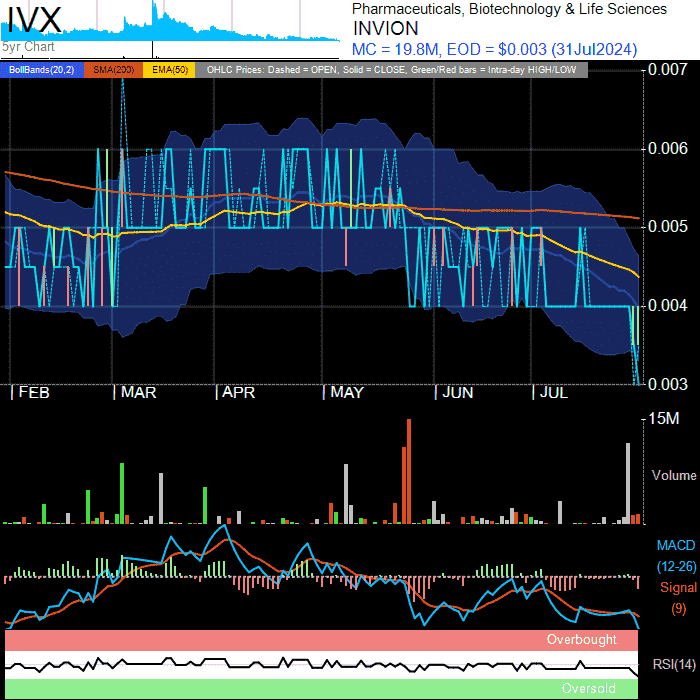 IVX
5yr Chart
Pharmaceuticals, Biotechnology & Life Sciences
INVION
MC = 19.8M, EOD = $0.003 (31Jul2024)
BollBands(20,2) SMA(200) EMA(50) OHLC Prices: Dashed = OPEN, Solid = CLOSE, Green/Red bars = Intra-day HIGH/LOW
0.007
0.006
0.005
0.004
0.003
FEB MAR APR MAY JUN JUL
15M
Volume
MACD
(12-26)
Signal
(9)
Overbought
RSI(14)
Oversold